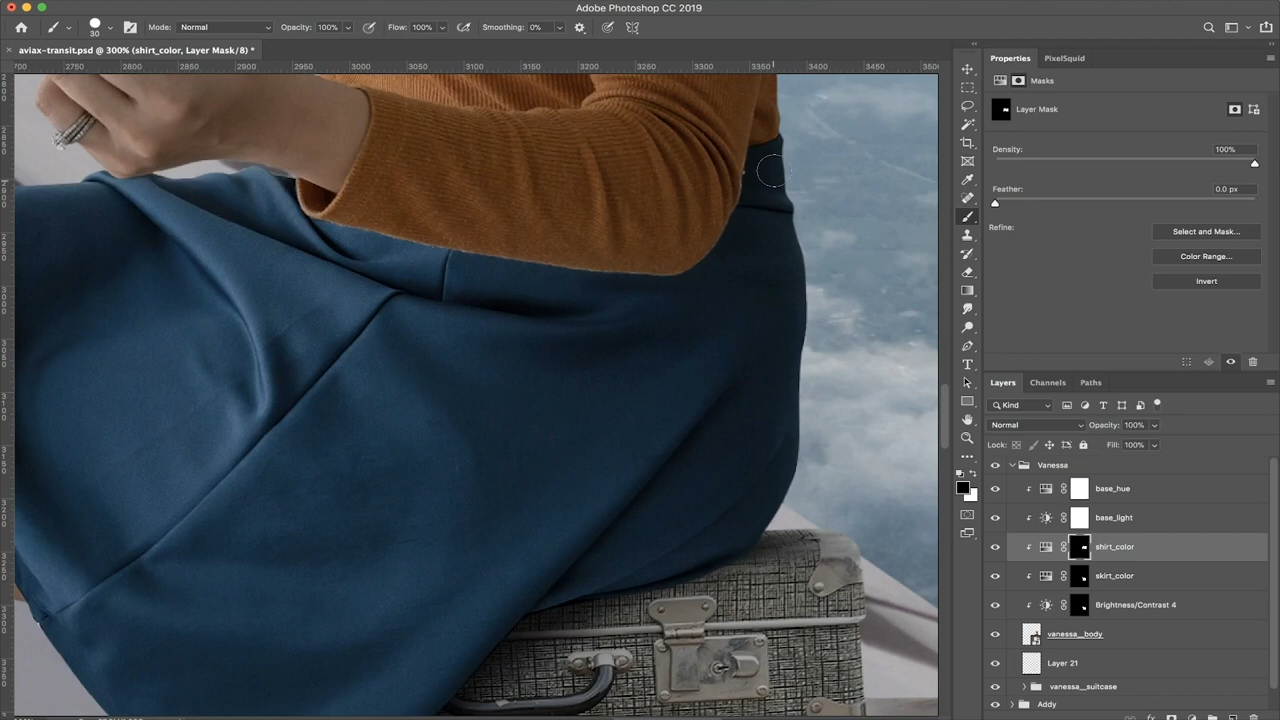 Adobe Photoshop CC 2019
30 Mode: Normal Opacity: 100% Flow: 100% Smoothing: 0%
aviax-transit.psd @ 300% (shirt_color, Layer Mask/8) *
2700 2800 2850 2900 2950 3000 3050 3100 3150 3200 3250 3300 3350 3400 3450 3500
Properties PixelSquid
Masks
Layer Mask
Density: 100%
Feather: 0.0 px
Refine: Select and Mask...
Color Range...
Invert
Layers Channels Paths
Kind
Normal Opacity: 100%
Lock: Fill: 100%
Vanessa
base_hue
base_light
shirt_color
skirt_color
Brightness/Contrast 4
vanessa__body
Layer 21
vanessa__suitcase
Addy